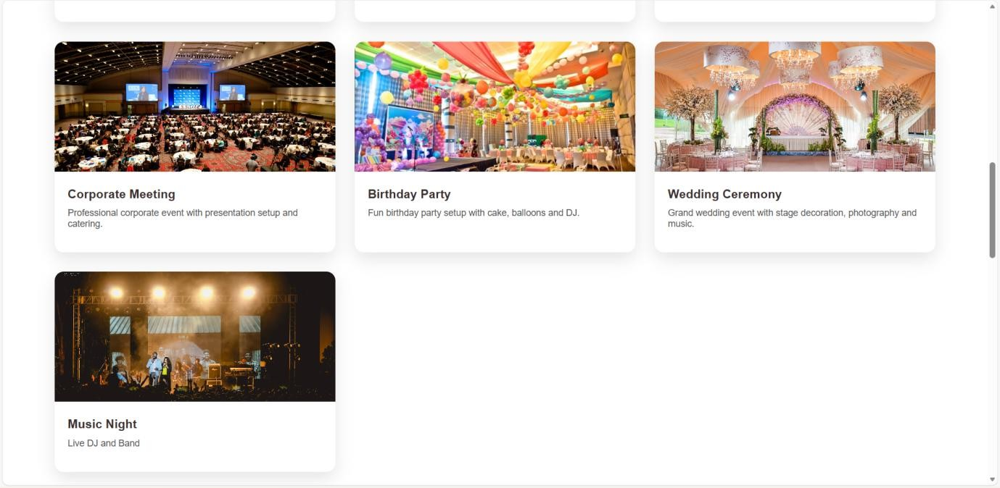 Corporate Meeting
Professional corporate event with presentation setup and
catering.
Birthday Party
Fun birthday party setup with cake, balloons and DJ.
Wedding Ceremony
Grand wedding event with stage decoration, photography and
music.
Music Night
Live DJ and Band